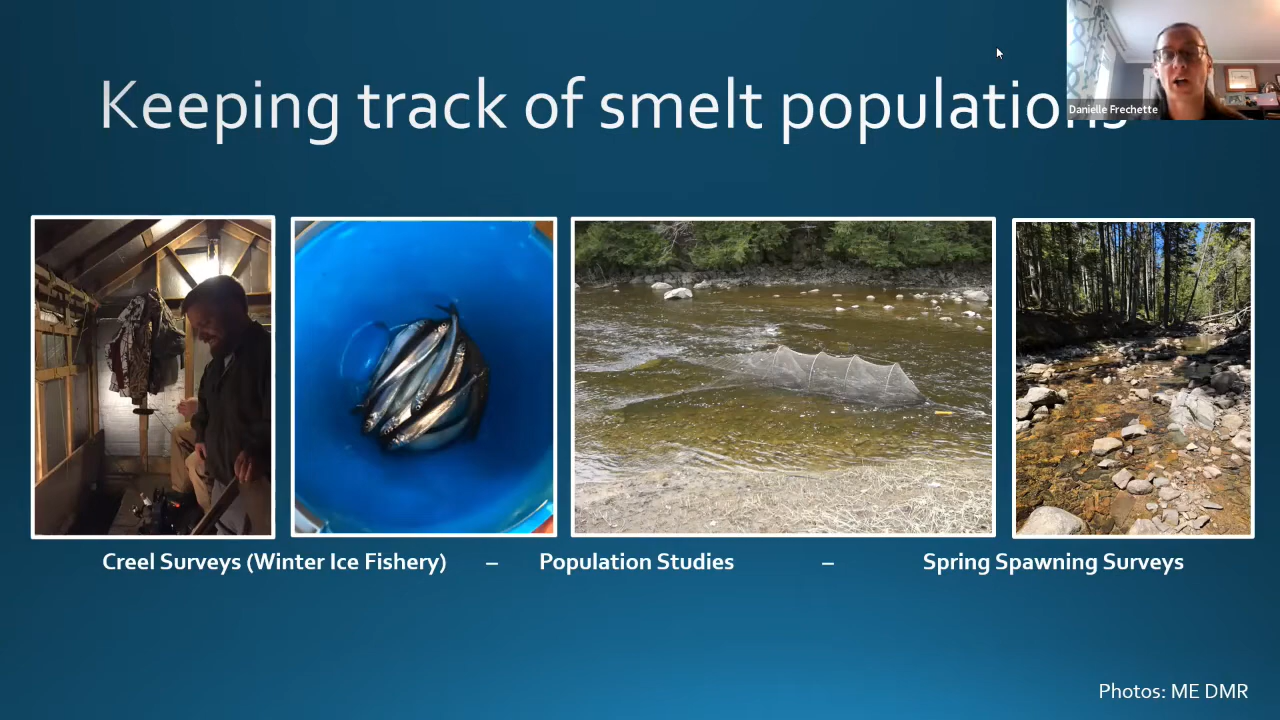 Keeping track of smelt populations
Danielle Frechette
Creel Surveys (Winter Ice Fishery) – Population Studies – Spring Spawning Surveys
Photos: ME DMR